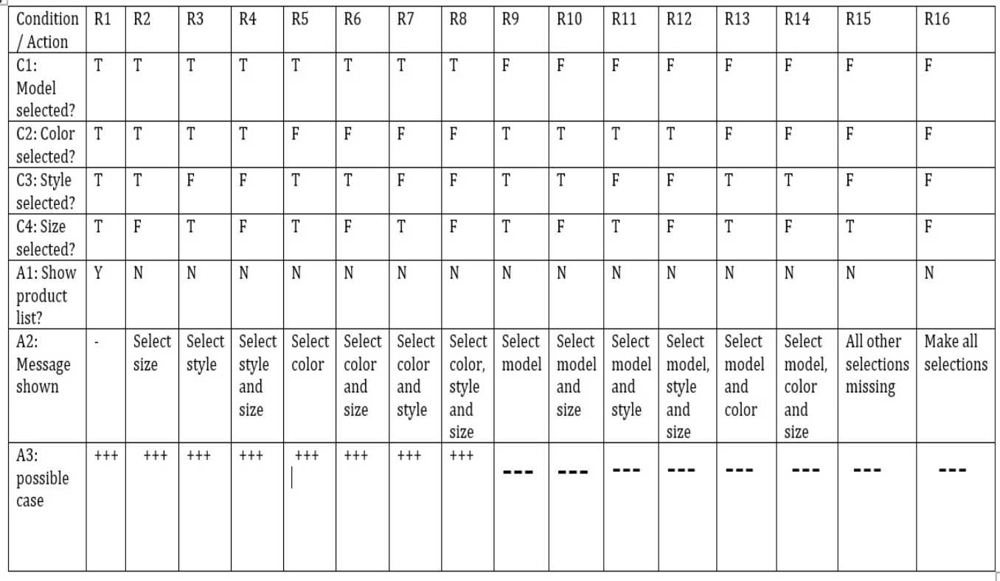 Condition / Action R1 R2 R3 R4 R5 R6 R7 R8 R9 R10 R11 R12 R13 R14 R15 R16
C1: Model selected? T T T T T T T T F F F F F F F F
C2: Color selected? T T T T F F F F T T T T F F F F
C3: Style selected? T T F F T T F F T T F F T T F F
C4: Size selected? T F T F T F T F T F T F T F T F
A1: Show product list? Y N N N N N N N N N N N N N N N
A2: Message shown - Select size Select style Select style and size Select color Select color and size Select color and style Select color, style and size Select model Select model and size Select model and style Select model, style and size Select model and color Select model, color and size All other selections missing Make all selections
A3: possible case +++ +++ +++ +++ +++ +++ +++ +++ --- --- --- --- --- --- --- ---